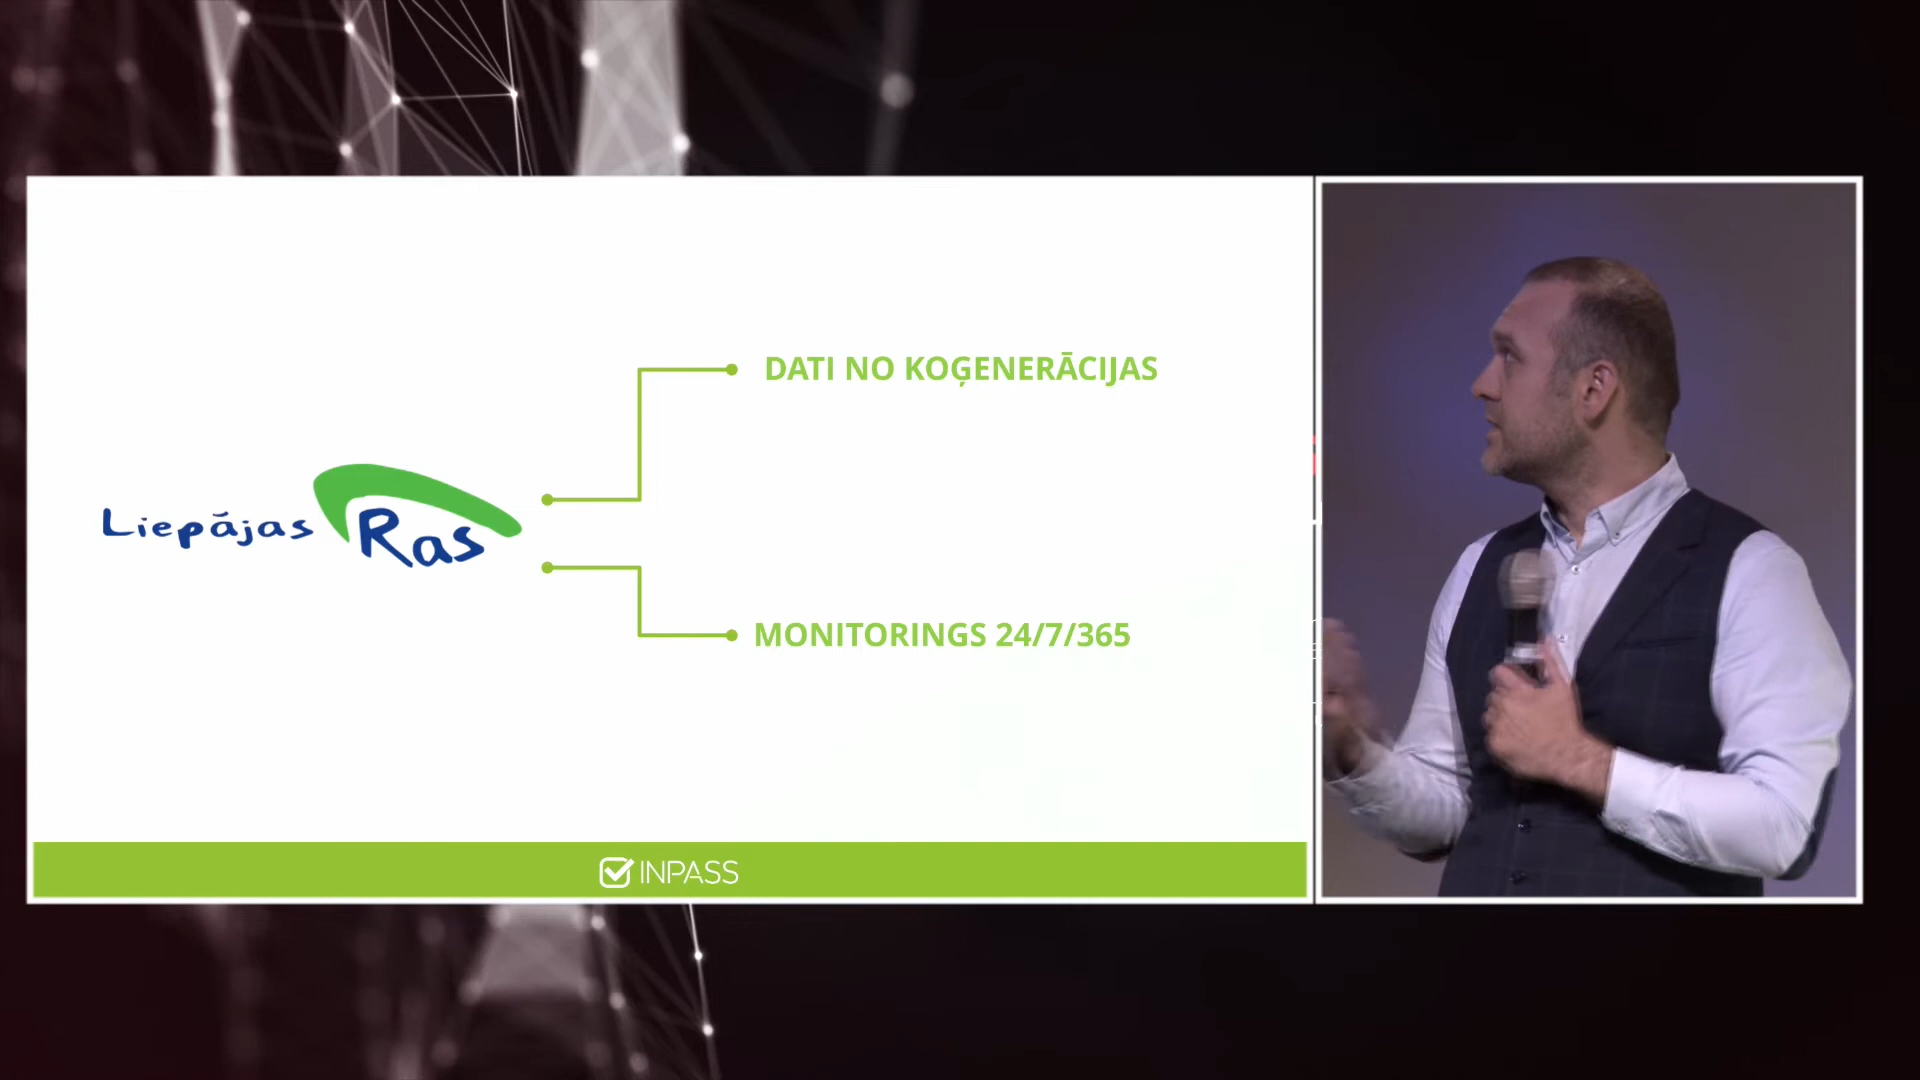 DATI NO KOĢENERĀCIJAS
Liepājas Ras
MONITORINGS 24/7/365
INPASS